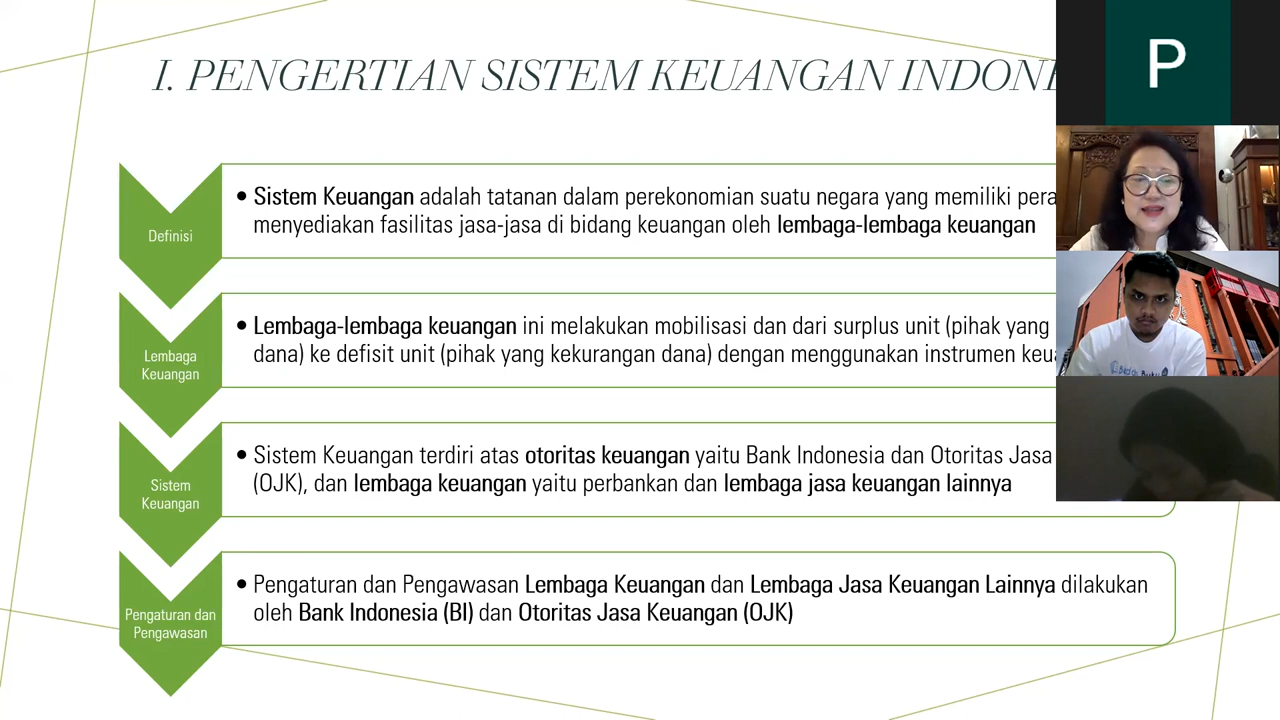 I. PENGERTIAN SISTEM KEUANGAN
Definisi
• Sistem Keuangan adalah tatanan dalam perekonomian suatu negara yang memiliki
menyediakan fasilitas jasa-jasa di bidang keuangan oleh lembaga-lembaga keuangan
Lembaga
Keuangan
• Lembaga-lembaga keuangan ini melakukan mobilisasi dan dari surplus unit (pihak yang
dana) ke defisit unit (pihak yang kekurangan dana) dengan menggunakan instrumen
Sistem
Keuangan
• Sistem Keuangan terdiri atas otoritas keuangan yaitu Bank Indonesia dan Otoritas Jasa
(OJK), dan lembaga keuangan yaitu perbankan dan lembaga jasa keuangan lainnya
Pengaturan dan
Pengawasan
• Pengaturan dan Pengawasan Lembaga Keuangan dan Lembaga Jasa Keuangan Lainnya dilakukan
oleh Bank Indonesia (BI) dan Otoritas Jasa Keuangan (OJK)
P